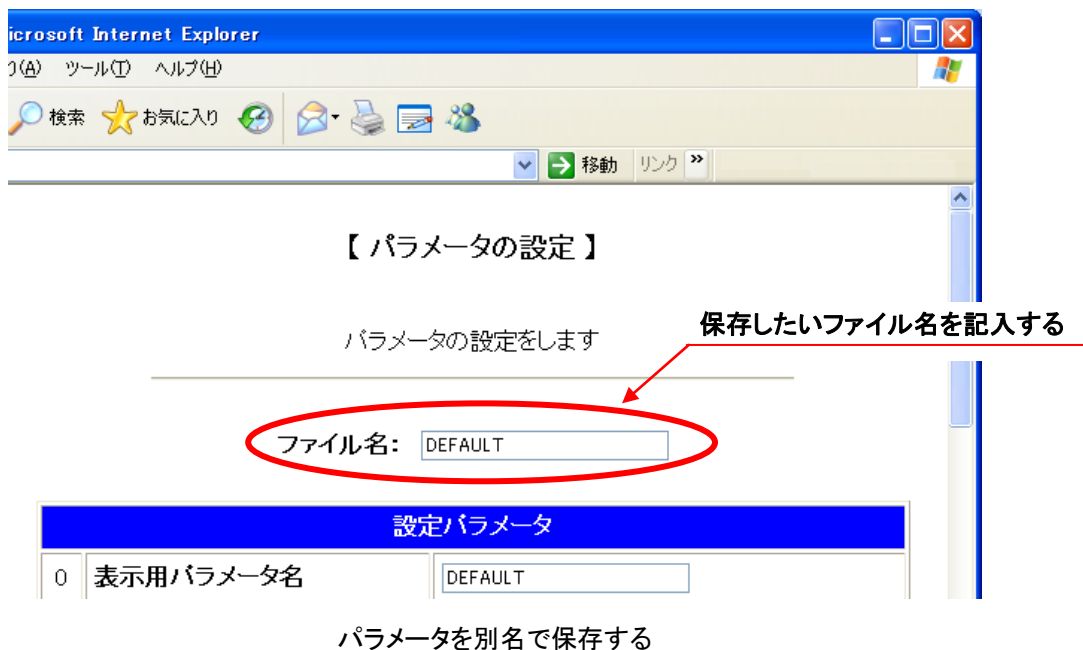 icrosoft Internet Explorer
り(A) ツール(T) ヘルプ(H)
検索 お気に入り
移動 リンク »
【 パラメータの設定 】
パラメータの設定をします
保存したいファイル名を記入する
ファイル名: DEFAULT
設定パラメータ
0 表示用パラメータ名 DEFAULT
パラメータを別名で保存する